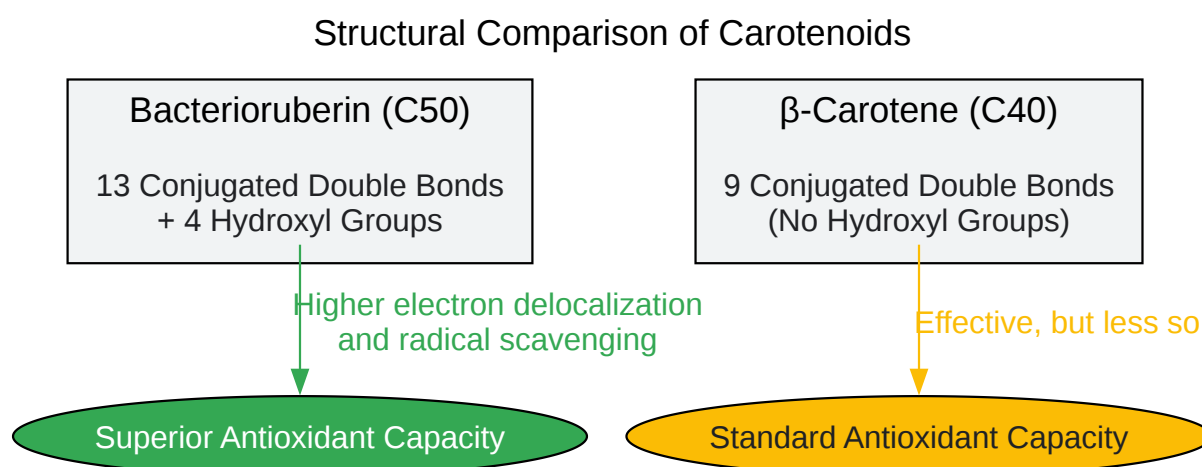 Structural Comparison of Carotenoids
Bacterioruberin (C50)
13 Conjugated Double Bonds
+ 4 Hydroxyl Groups
Higher electron delocalization
and radical scavenging
Superior Antioxidant Capacity
β-Carotene (C40)
9 Conjugated Double Bonds
(No Hydroxyl Groups)
Effective, but less so
Standard Antioxidant Capacity